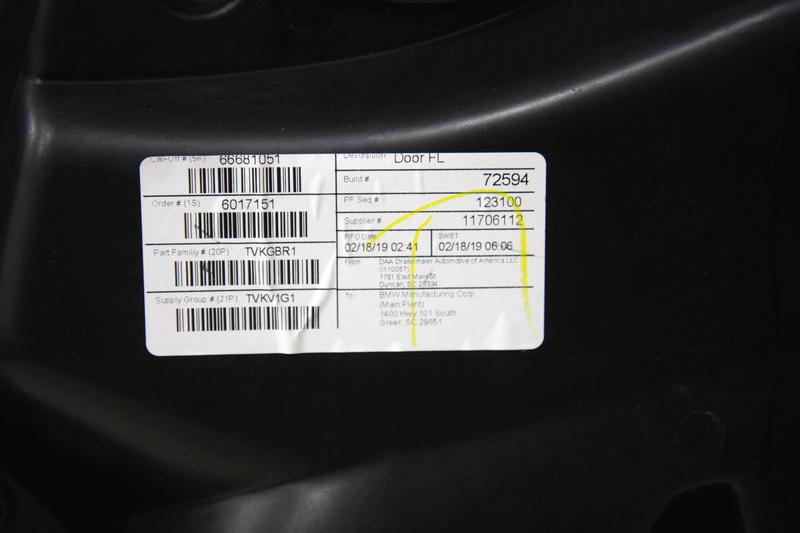 Call-Off # (5K) 66681051
Order # (1S) 6017151
Part Family # (20P) TVKGBR1
Supply Group # (21P) TVKV1G1
Description Door FL
Build # 72594
PF Seq # 123100
Supplier # 11706112
RFO Date
02/18/19 02:41
SWET
02/18/19 06:06
From: DAA Draexlmaier Automotive of America LLC
(I110057)
1751 East Main St
Duncan, SC 29334
To: BMW Manufacturing Corp.
(Main Plant)
1400 Hwy 101 South
Greer, SC 29651